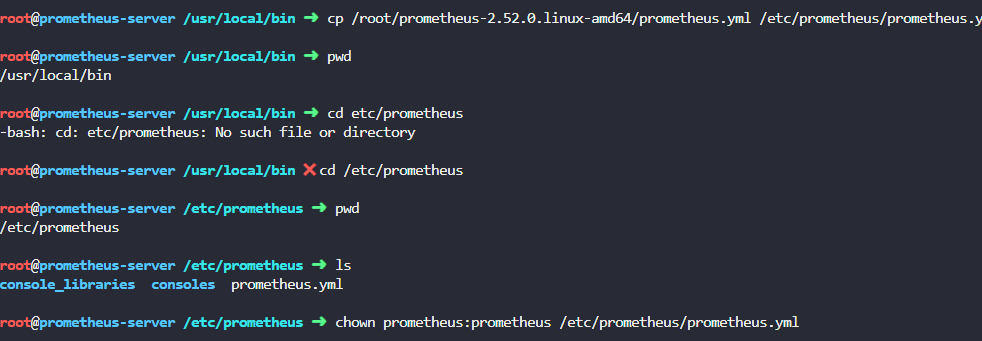 root@prometheus-server /usr/local/bin ➜ cp /root/prometheus-2.52.0.linux-amd64/prometheus.yml /etc/prometheus/prometheus.y
root@prometheus-server /usr/local/bin ➜ pwd
/usr/local/bin
root@prometheus-server /usr/local/bin ➜ cd etc/prometheus
-bash: cd: etc/prometheus: No such file or directory
root@prometheus-server /usr/local/bin ✖ cd /etc/prometheus
root@prometheus-server /etc/prometheus ➜ pwd
/etc/prometheus
root@prometheus-server /etc/prometheus ➜ ls
console_libraries consoles prometheus.yml
root@prometheus-server /etc/prometheus ➜ chown prometheus:prometheus /etc/prometheus/prometheus.yml